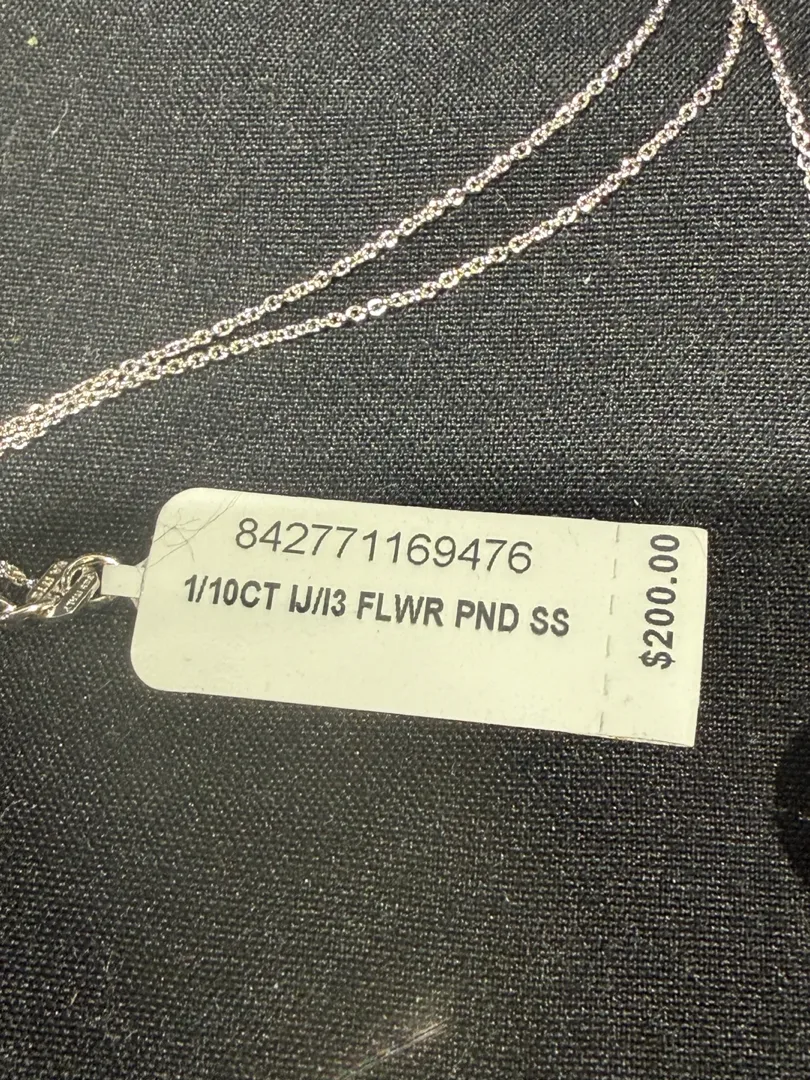 842771169476
1/10CT IJ/I3 FLWR PND SS
$200.00